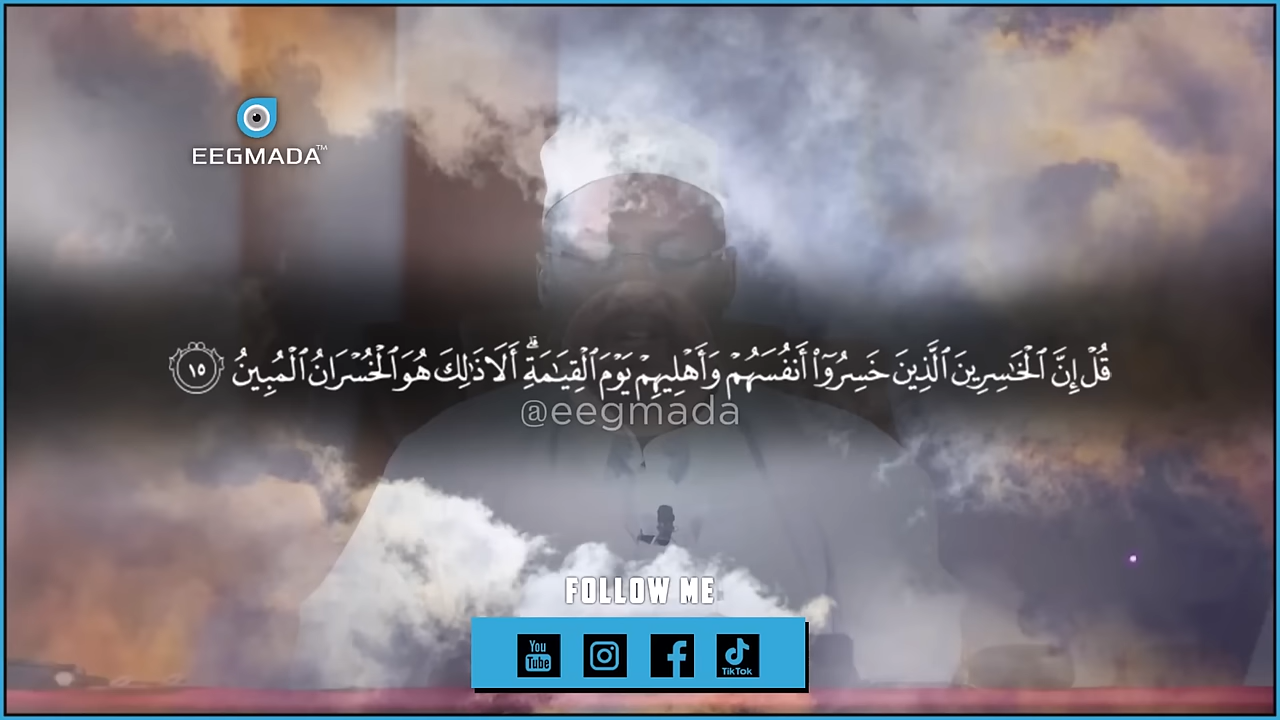 EEGMADA™
قُلْ إِنَّ ٱلْخَٰسِرِينَ ٱلَّذِينَ خَسِرُوٓا۟ أَنفُسَهُمْ وَأَهْلِيهِمْ يَوْمَ ٱلْقِيَٰمَةِ ۗ أَلَا ذَٰلِكَ هُوَ ٱلْخُسْرَانُ ٱلْمُبِينُ ١٥
@eegmada
FOLLOW ME
You Tube
TikTok